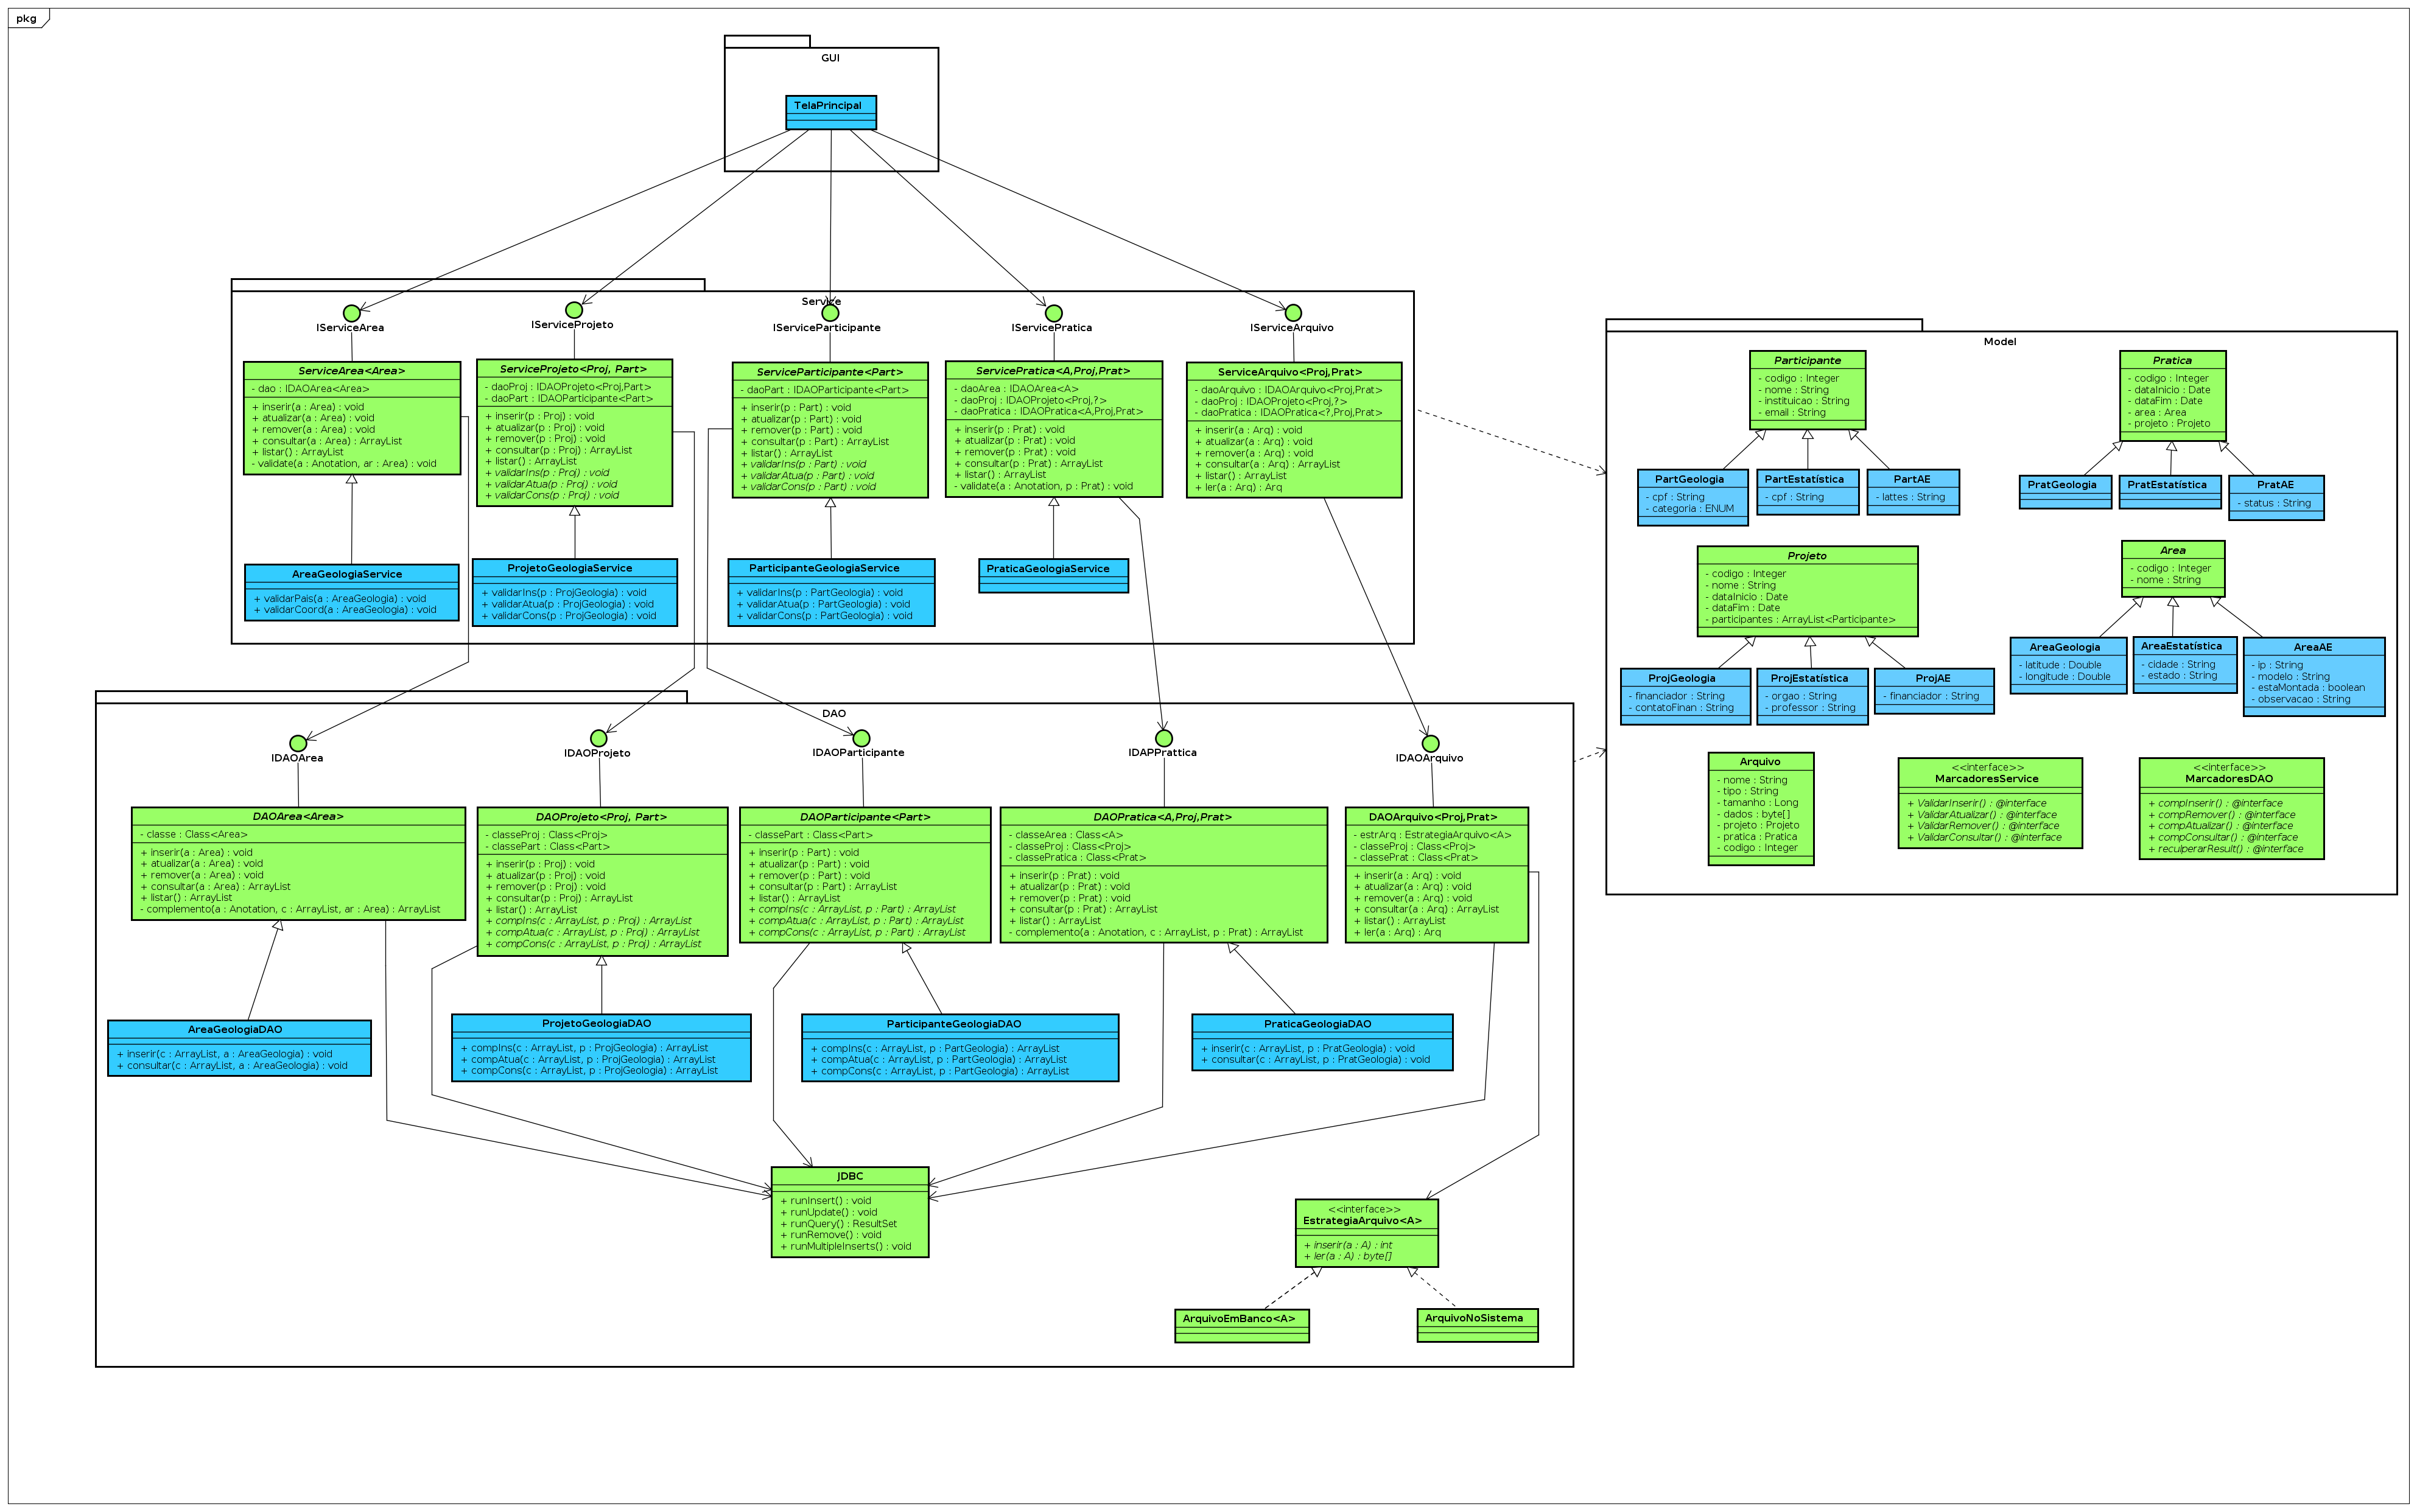 pkg
GUI
TelaPrincipal
Service
IServiceArea
IServiceProjeto
IServiceParticipante
IServicePratica
IServiceArquivo
ServiceArea<Area>
- dao : IDAOArea<Area>
+ inserir(a : Area) : void
+ atualizar(a : Area) : void
+ remover(a : Area) : void
+ consultar(a : Area) : ArrayList
+ listar() : ArrayList
- validate(a : Anotation, ar : Area) : void
ServiceProjeto<Proj, Part>
- daoProj : IDAOProjeto<Proj,Part>
- daoPart : IDAOParticipante<Part>
+ inserir(p : Proj) : void
+ atualizar(p : Proj) : void
+ remover(p : Proj) : void
+ consultar(p : Proj) : ArrayList
+ listar() : ArrayList
+ validarIns(p : Proj) : void
+ validarAtua(p : Proj) : void
+ validarCons(p : Proj) : void
ServiceParticipante<Part>
- daoPart : IDAOParticipante<Part>
+ inserir(p : Part) : void
+ atualizar(p : Part) : void
+ remover(p : Part) : void
+ consultar(p : Part) : ArrayList
+ listar() : ArrayList
+ validarIns(p : Part) : void
+ validarAtua(p : Part) : void
+ validarCons(p : Part) : void
ServicePratica<A,Proj,Prat>
- daoArea : IDAOArea<A>
- daoProj : IDAOProjeto<Proj,?>
- daoPratica : IDAOPratica<A,Proj,Prat>
+ inserir(p : Prat) : void
+ atualizar(p : Prat) : void
+ remover(p : Prat) : void
+ consultar(p : Prat) : ArrayList
+ listar() : ArrayList
- validate(a : Anotation, p : Prat) : void
ServiceArquivo<Proj,Prat>
- daoArquivo : IDAOArquivo<Proj,Prat>
- daoProj : IDAOProjeto<Proj,?>
- daoPratica : IDAOPratica<?,Proj,Prat>
+ inserir(a : Arq) : void
+ atualizar(a : Arq) : void
+ remover(a : Arq) : void
+ consultar(a : Arq) : ArrayList
+ listar() : ArrayList
+ ler(a : Arq) : Arq
AreaGeologiaService
+ validarPais(a : AreaGeologia) : void
+ validarCoord(a : AreaGeologia) : void
ProjetoGeologiaService
+ validarIns(p : ProjGeologia) : void
+ validarAtua(p : ProjGeologia) : void
+ validarCons(p : ProjGeologia) : void
ParticipanteGeologiaService
+ validarIns(p : PartGeologia) : void
+ validarAtua(p : PartGeologia) : void
+ validarCons(p : PartGeologia) : void
PraticaGeologiaService
Model
Participante
- codigo : Integer
- nome : String
- instituicao : String
- email : String
Pratica
- codigo : Integer
- dataInicio : Date
- dataFim : Date
- area : Area
- projeto : Projeto
PartGeologia
- cpf : String
- categoria : ENUM
PartEstatística
- cpf : String
PartAE
- lattes : String
PratGeologia
PratEstatística
PratAE
- status : String
Projeto
- codigo : Integer
- nome : String
- dataInicio : Date
- dataFim : Date
- participantes : ArrayList<Participante>
Area
- codigo : Integer
- nome : String
ProjGeologia
- financiador : String
- contatoFinan : String
ProjEstatística
- orgao : String
- professor : String
ProjAE
- financiador : String
AreaGeologia
- latitude : Double
- longitude : Double
AreaEstatística
- cidade : String
- estado : String
AreaAE
- ip : String
- modelo : String
- estaMontada : boolean
- observacao : String
Arquivo
- nome : String
- tipo : String
- tamanho : Long
- dados : byte[]
- projeto : Projeto
- pratica : Pratica
- codigo : Integer
<<interface>>
MarcadoresService
+ ValidarInserir() : @interface
+ ValidarAtualizar() : @interface
+ ValidarRemover() : @interface
+ ValidarConsultar() : @interface
<<interface>>
MarcadoresDAO
+ compInserir() : @interface
+ compRemover() : @interface
+ compAtualizar() : @interface
+ compConsultar() : @interface
+ reculperarResult() : @interface
DAO
IDAOArea
IDAOProjeto
IDAOParticipante
IDAPPrattica
IDAOArquivo
DAOArea<Area>
- classe : Class<Area>
+ inserir(a : Area) : void
+ atualizar(a : Area) : void
+ remover(a : Area) : void
+ consultar(a : Area) : ArrayList
+ listar() : ArrayList
- complemento(a : Anotation, c : ArrayList, ar : Area) : ArrayList
DAOProjeto<Proj, Part>
- classeProj : Class<Proj>
- classePart : Class<Part>
+ inserir(p : Proj) : void
+ atualizar(p : Proj) : void
+ remover(p : Proj) : void
+ consultar(p : Proj) : ArrayList
+ listar() : ArrayList
+ compIns(c : ArrayList, p : Proj) : ArrayList
+ compAtua(c : ArrayList, p : Proj) : ArrayList
+ compCons(c : ArrayList, p : Proj) : ArrayList
DAOParticipante<Part>
- classePart : Class<Part>
+ inserir(p : Part) : void
+ atualizar(p : Part) : void
+ remover(p : Part) : void
+ consultar(p : Part) : ArrayList
+ listar() : ArrayList
+ compIns(c : ArrayList, p : Part) : ArrayList
+ compAtua(c : ArrayList, p : Part) : ArrayList
+ compCons(c : ArrayList, p : Part) : ArrayList
DAOPratica<A,Proj,Prat>
- classeArea : Class<A>
- classeProj : Class<Proj>
- classePratica : Class<Prat>
+ inserir(p : Prat) : void
+ atualizar(p : Prat) : void
+ remover(p : Prat) : void
+ consultar(p : Prat) : ArrayList
+ listar() : ArrayList
- complemento(a : Anotation, c : ArrayList, p : Prat) : ArrayList
DAOArquivo<Proj,Prat>
- estrArq : EstrategiaArquivo<A>
- classeProj : Class<Proj>
- classePrat : Class<Prat>
+ inserir(a : Arq) : void
+ atualizar(a : Arq) : void
+ remover(a : Arq) : void
+ consultar(a : Arq) : ArrayList
+ listar() : ArrayList
+ ler(a : Arq) : Arq
AreaGeologiaDAO
+ inserir(c : ArrayList, a : AreaGeologia) : void
+ consultar(c : ArrayList, a : AreaGeologia) : void
ProjetoGeologiaDAO
+ compIns(c : ArrayList, p : ProjGeologia) : ArrayList
+ compAtua(c : ArrayList, p : ProjGeologia) : ArrayList
+ compCons(c : ArrayList, p : ProjGeologia) : ArrayList
ParticipanteGeologiaDAO
+ compIns(c : ArrayList, p : PartGeologia) : ArrayList
+ compAtua(c : ArrayList, p : PartGeologia) : ArrayList
+ compCons(c : ArrayList, p : PartGeologia) : ArrayList
PraticaGeologiaDAO
+ inserir(c : ArrayList, p : PratGeologia) : void
+ consultar(c : ArrayList, p : PratGeologia) : void
JDBC
+ runInsert() : void
+ runUpdate() : void
+ runQuery() : ResultSet
+ runRemove() : void
+ runMultipleInserts() : void
<<interface>>
EstrategiaArquivo<A>
+ inserir(a : A) : int
+ ler(a : A) : byte[]
ArquivoEmBanco<A>
ArquivoNoSistema